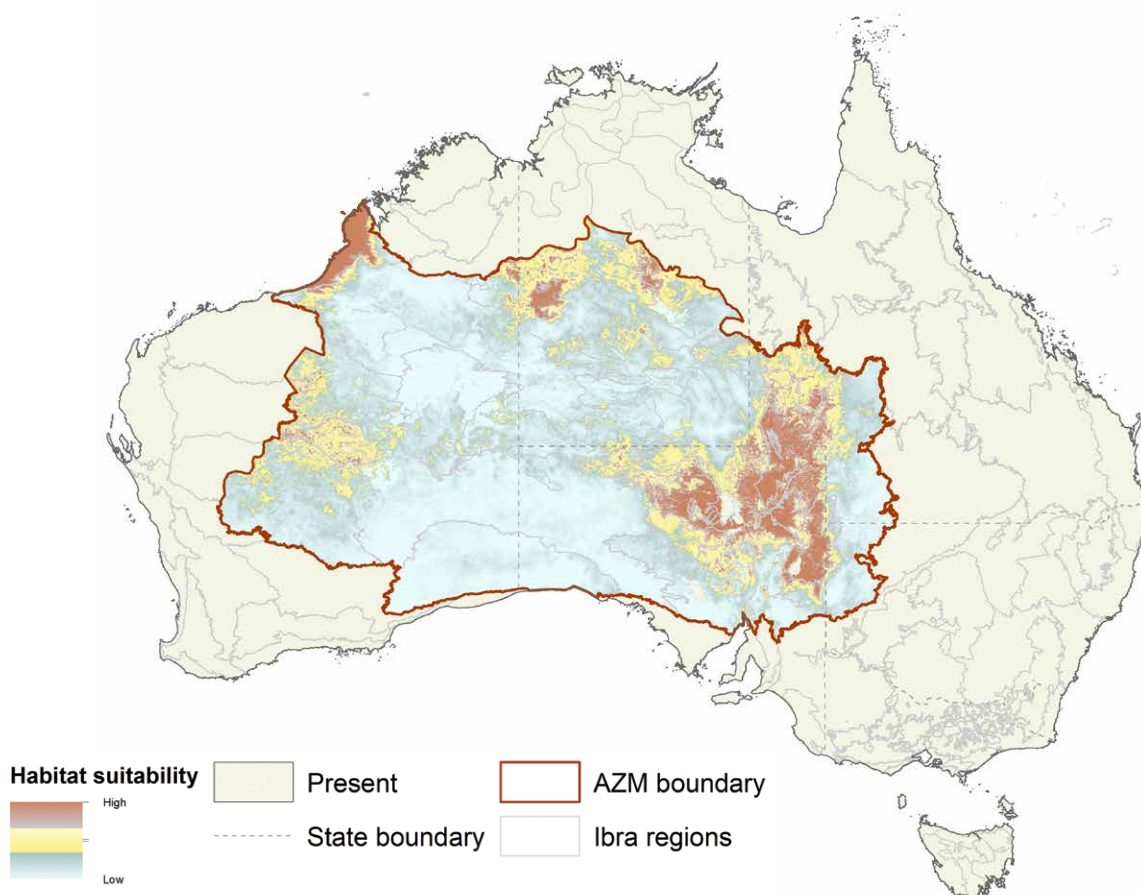 Habitat suitability
High
Low
Present
State boundary
AZM boundary
Ibra regions